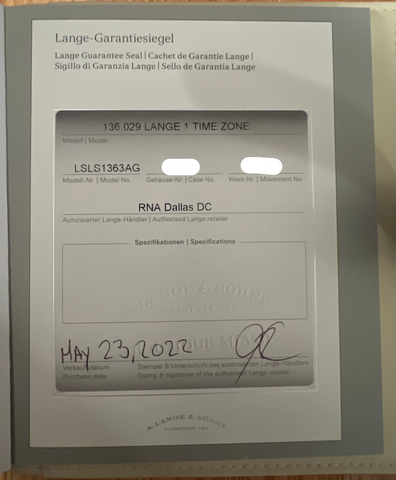 Lange-Garantiesiegel
Lange Guarantee Seal | Cachet de Garantie Lange |
Sigillo di Garanzia Lange | Sello de Garantía Lange
136.029 LANGE 1 TIME ZONE
Modell | Model
LSLS1363AG
Modell-Nr. | Model No. Gehäuse-Nr. | Case No. Werk-Nr. | Movement No.
RNA Dallas DC
Autorisierter Lange-Händler | Authorised Lange retailer
Spezifikationen | Specifications
A. LANGE & SÖHNE
MAY 23, 2022
Verkaufsdatum Stempel & Unterschrift des autorisierten Lange-Händlers
Purchase date Stamp & signature of the authorised Lange retailer
A. LANGE & SÖHNE